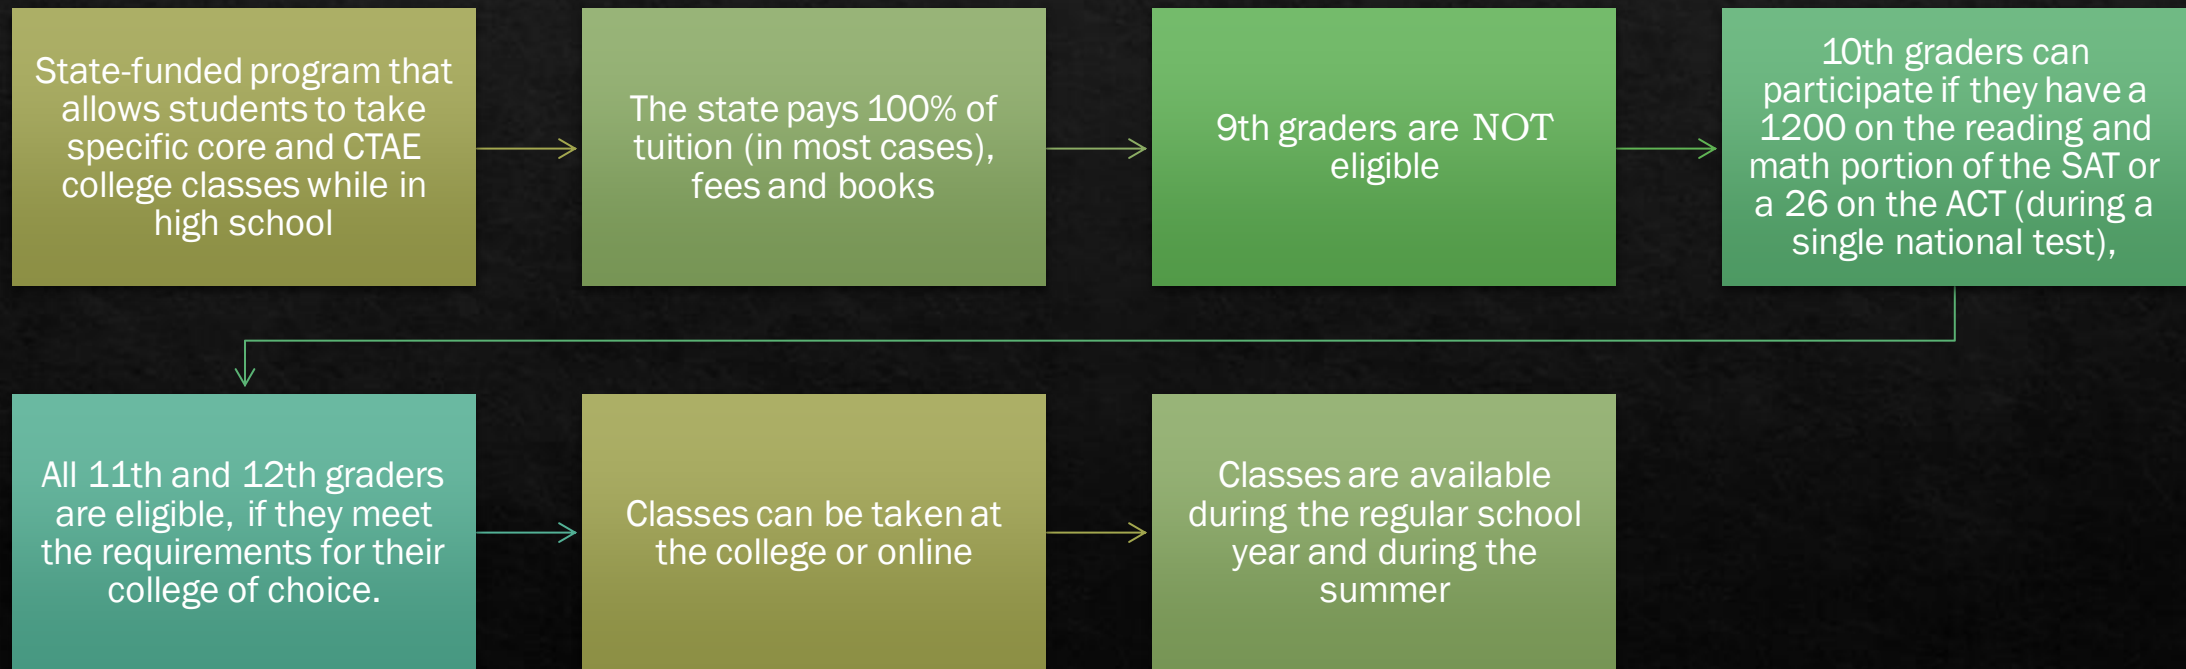 State-funded program that
allows students to take
specific core and CTAE
college classes while in
high school
The state pays 100% of
tuition (in most cases),
fees and books
9th graders are NOT
eligible
10th graders can
participate if they have a
1200 on the reading and
math portion of the SAT or
a 26 on the ACT (during a
single national test),
All 11th and 12th graders
are eligible, if they meet
the requirements for their
college of choice.
Classes can be taken at
the college or online
Classes are available
during the regular school
year and during the
summer